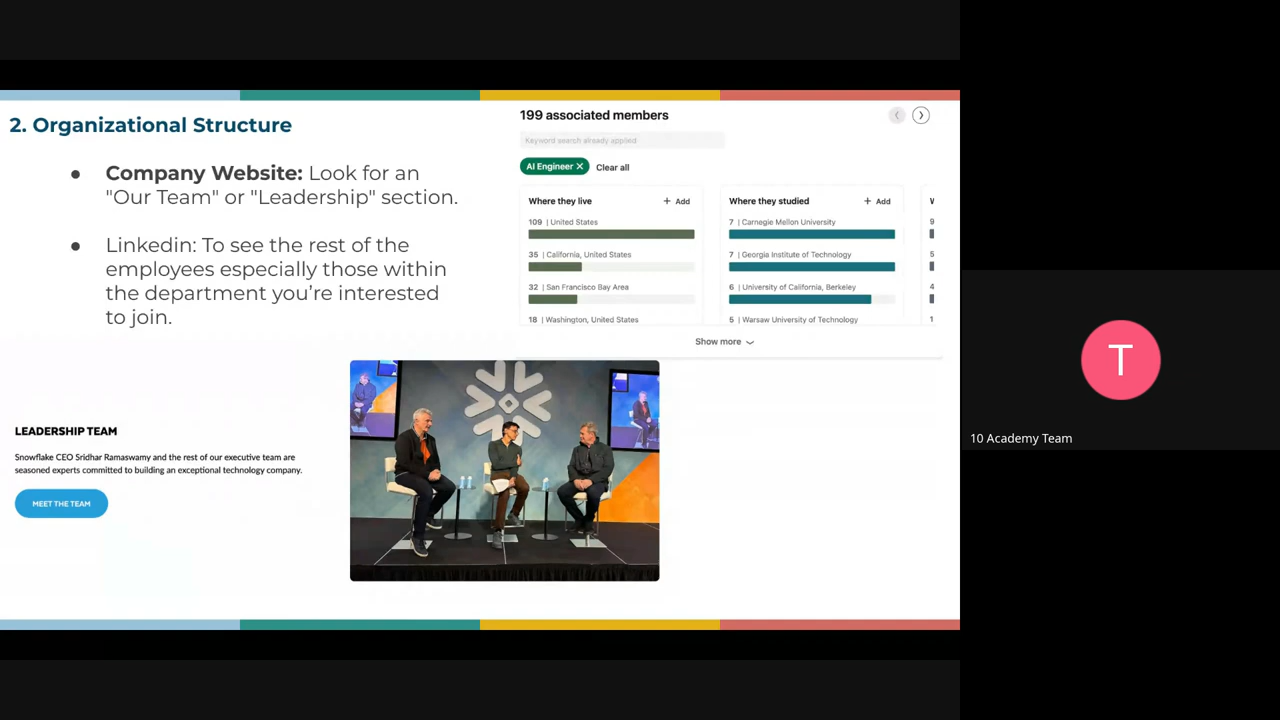 2. Organizational Structure
● Company Website: Look for an
"Our Team" or "Leadership" section.
● Linkedin: To see the rest of the
employees especially those within
the department you’re interested
to join.
199 associated members
Keyword search already applied
AI Engineer ✕ Clear all
Where they live + Add
109 | United States
35 | California, United States
32 | San Francisco Bay Area
18 | Washington, United States
Where they studied + Add
7 | Carnegie Mellon University
7 | Georgia Institute of Technology
6 | University of California, Berkeley
5 | Warsaw University of Technology
W
9
5
4
1
Show more
LEADERSHIP TEAM
Snowflake CEO Sridhar Ramaswamy and the rest of our executive team are
seasoned experts committed to building an exceptional technology company.
MEET THE TEAM
T
10 Academy Team